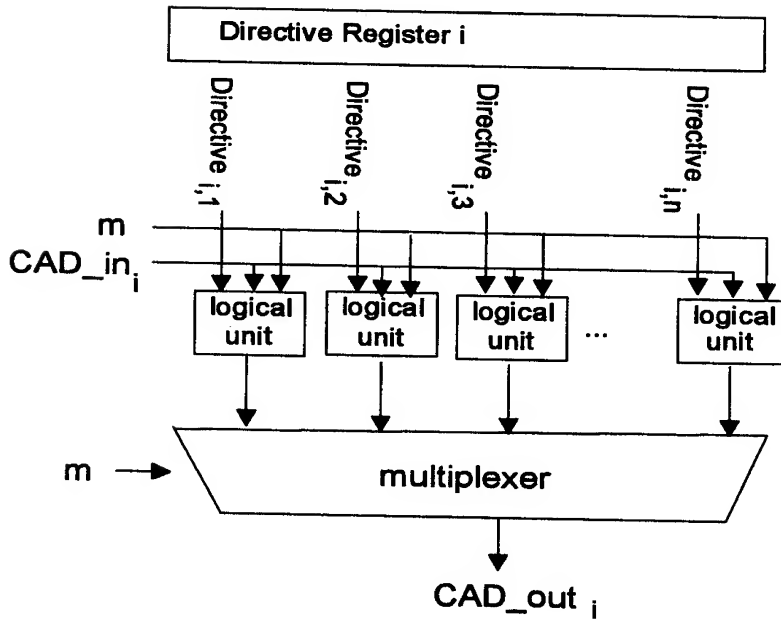 Directive Register i
Directive i,1
Directive i,2
Directive i,3
Directive i,n
m
CAD_in i
logical unit
logical unit
logical unit
...
logical unit
m
multiplexer
CAD_out i